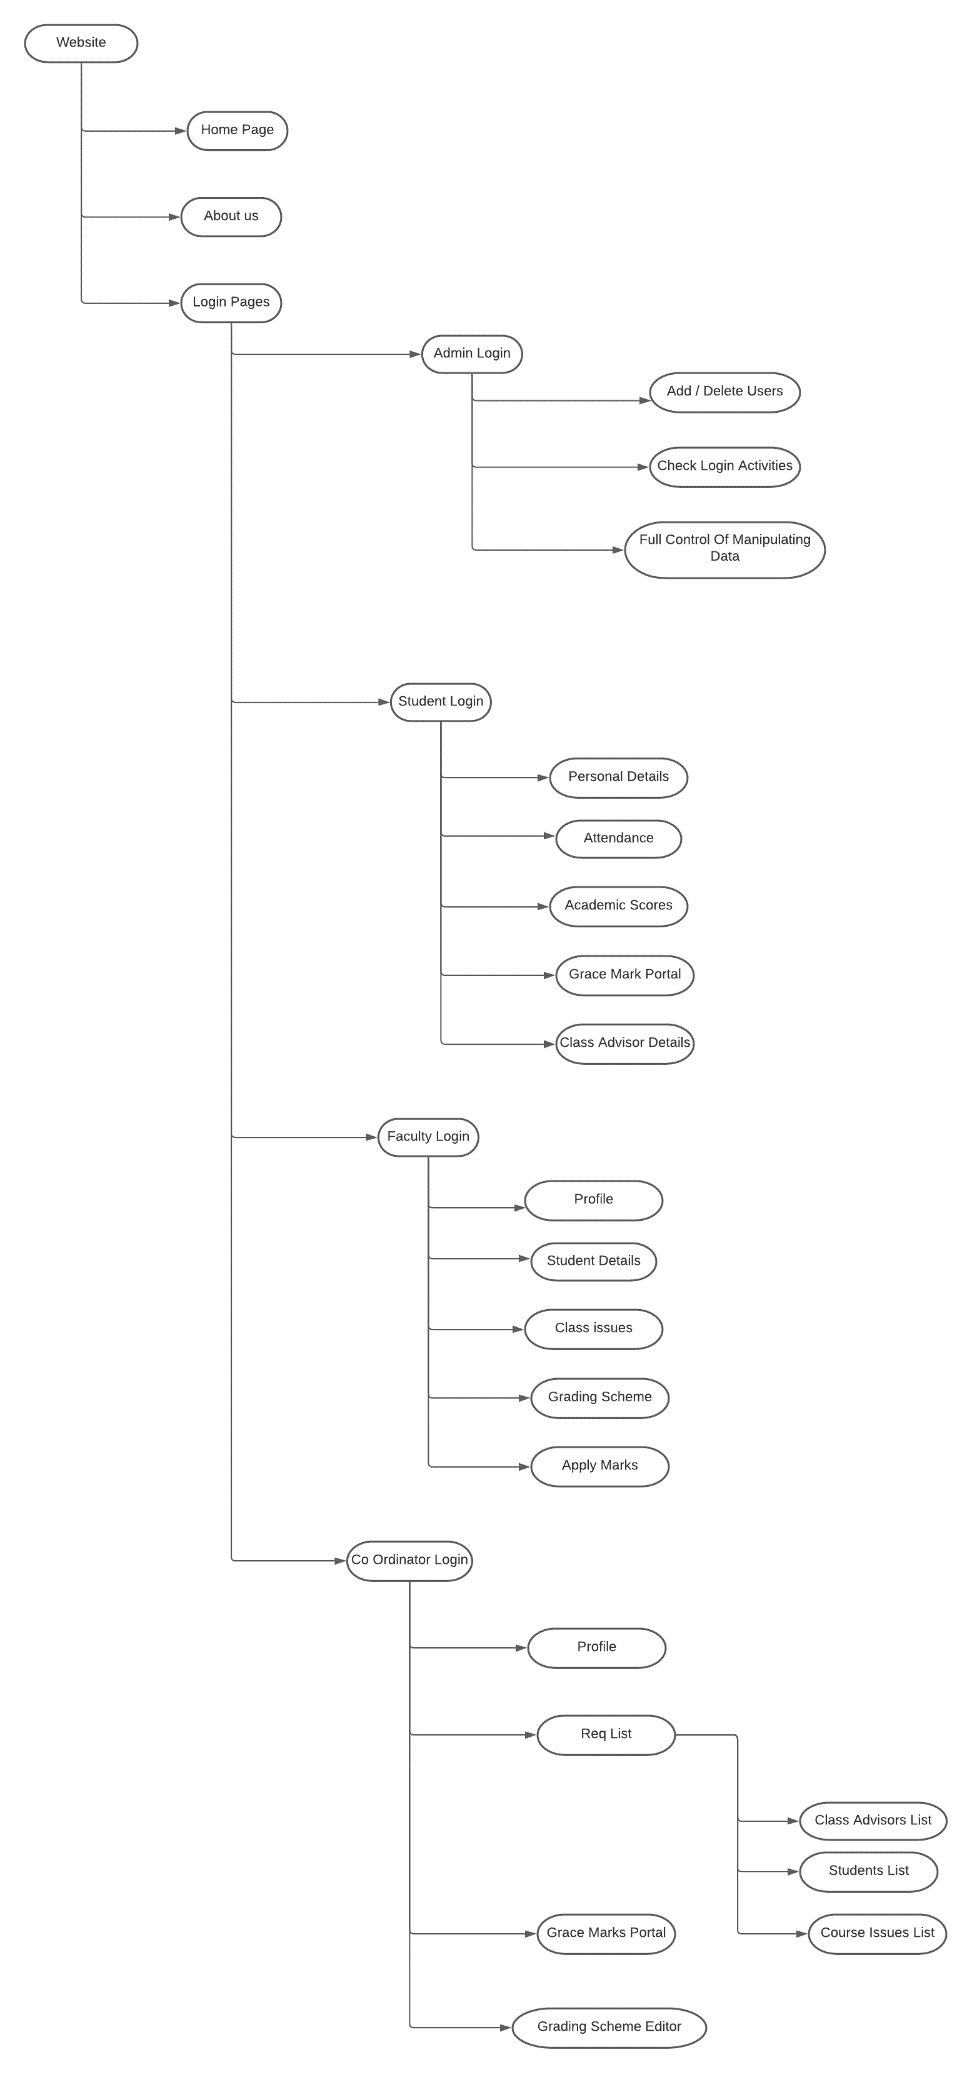 Website
Home Page
About us
Login Pages
Admin Login
Add / Delete Users
Check Login Activities
Full Control Of Manipulating
Data
Student Login
Personal Details
Attendance
Academic Scores
Grace Mark Portal
Class Advisor Details
Faculty Login
Profile
Student Details
Class issues
Grading Scheme
Apply Marks
Co Ordinator Login
Profile
Req List
Class Advisors List
Students List
Course Issues List
Grace Marks Portal
Grading Scheme Editor